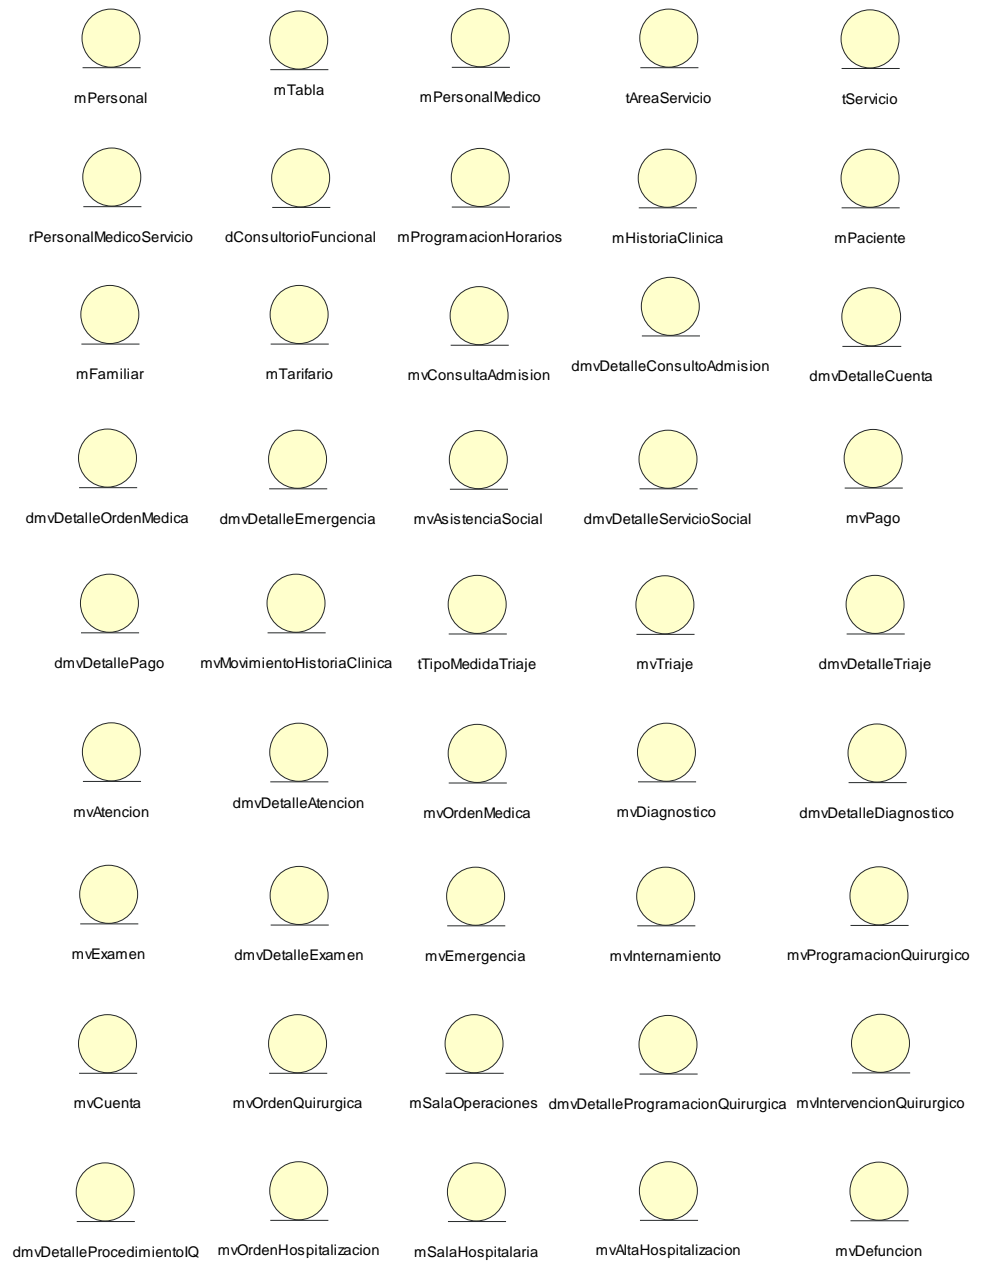 mPersonal
mTabla
mPersonalMedico
tAreaServicio
tServicio
rPersonalMedicoServicio
dConsultorioFuncional
mProgramacionHorarios
mHistoriaClinica
mPaciente
mFamiliar
mTarifario
mvConsultaAdmision
dmvDetalleConsultoAdmision
dmvDetalleCuenta
dmvDetalleOrdenMedica
dmvDetalleEmergencia
mvAsistenciaSocial
dmvDetalleServicioSocial
mvPago
dmvDetallePago
mvMovimientoHistoriaClinica
tTipoMedidaTriaje
mvTriaje
dmvDetalleTriaje
mvAtencion
dmvDetalleAtencion
mvOrdenMedica
mvDiagnostico
dmvDetalleDiagnostico
mvExamen
dmvDetalleExamen
mvEmergencia
mvInternamiento
mvProgramacionQuirurgico
mvCuenta
mvOrdenQuirurgica
mSalaOperaciones
dmvDetalleProgramacionQuirurgica
mvIntervencionQuirurgico
dmvDetalleProcedimientoIQ
mvOrdenHospitalizacion
mSalaHospitalaria
mvAltaHospitalizacion
mvDefuncion